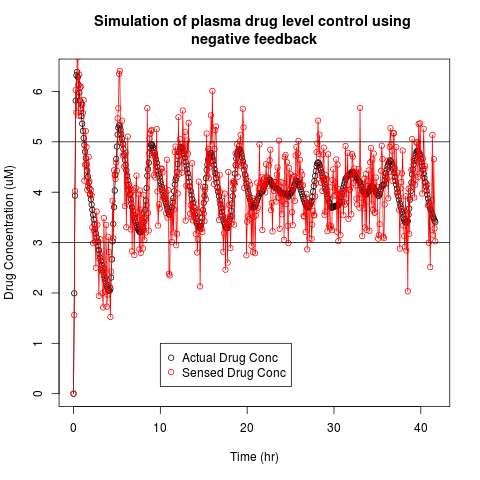 Simulation of plasma drug level control using
negative feedback
Drug Concentration (uM)
6
5
4
3
2
1
0
Actual Drug Conc
Sensed Drug Conc
0
10
20
30
40
Time (hr)